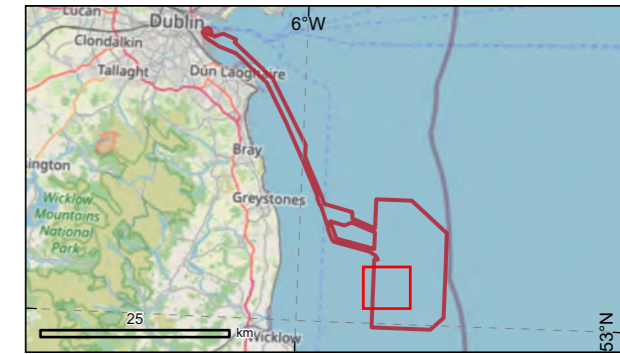 Lucan
Dublin
6°W
Clondalkin
Tallaght
Dún Laoghaire
Bray
ington
Greystones
Wicklow
Mountains
National
Park
25
km
Wicklow
53°N